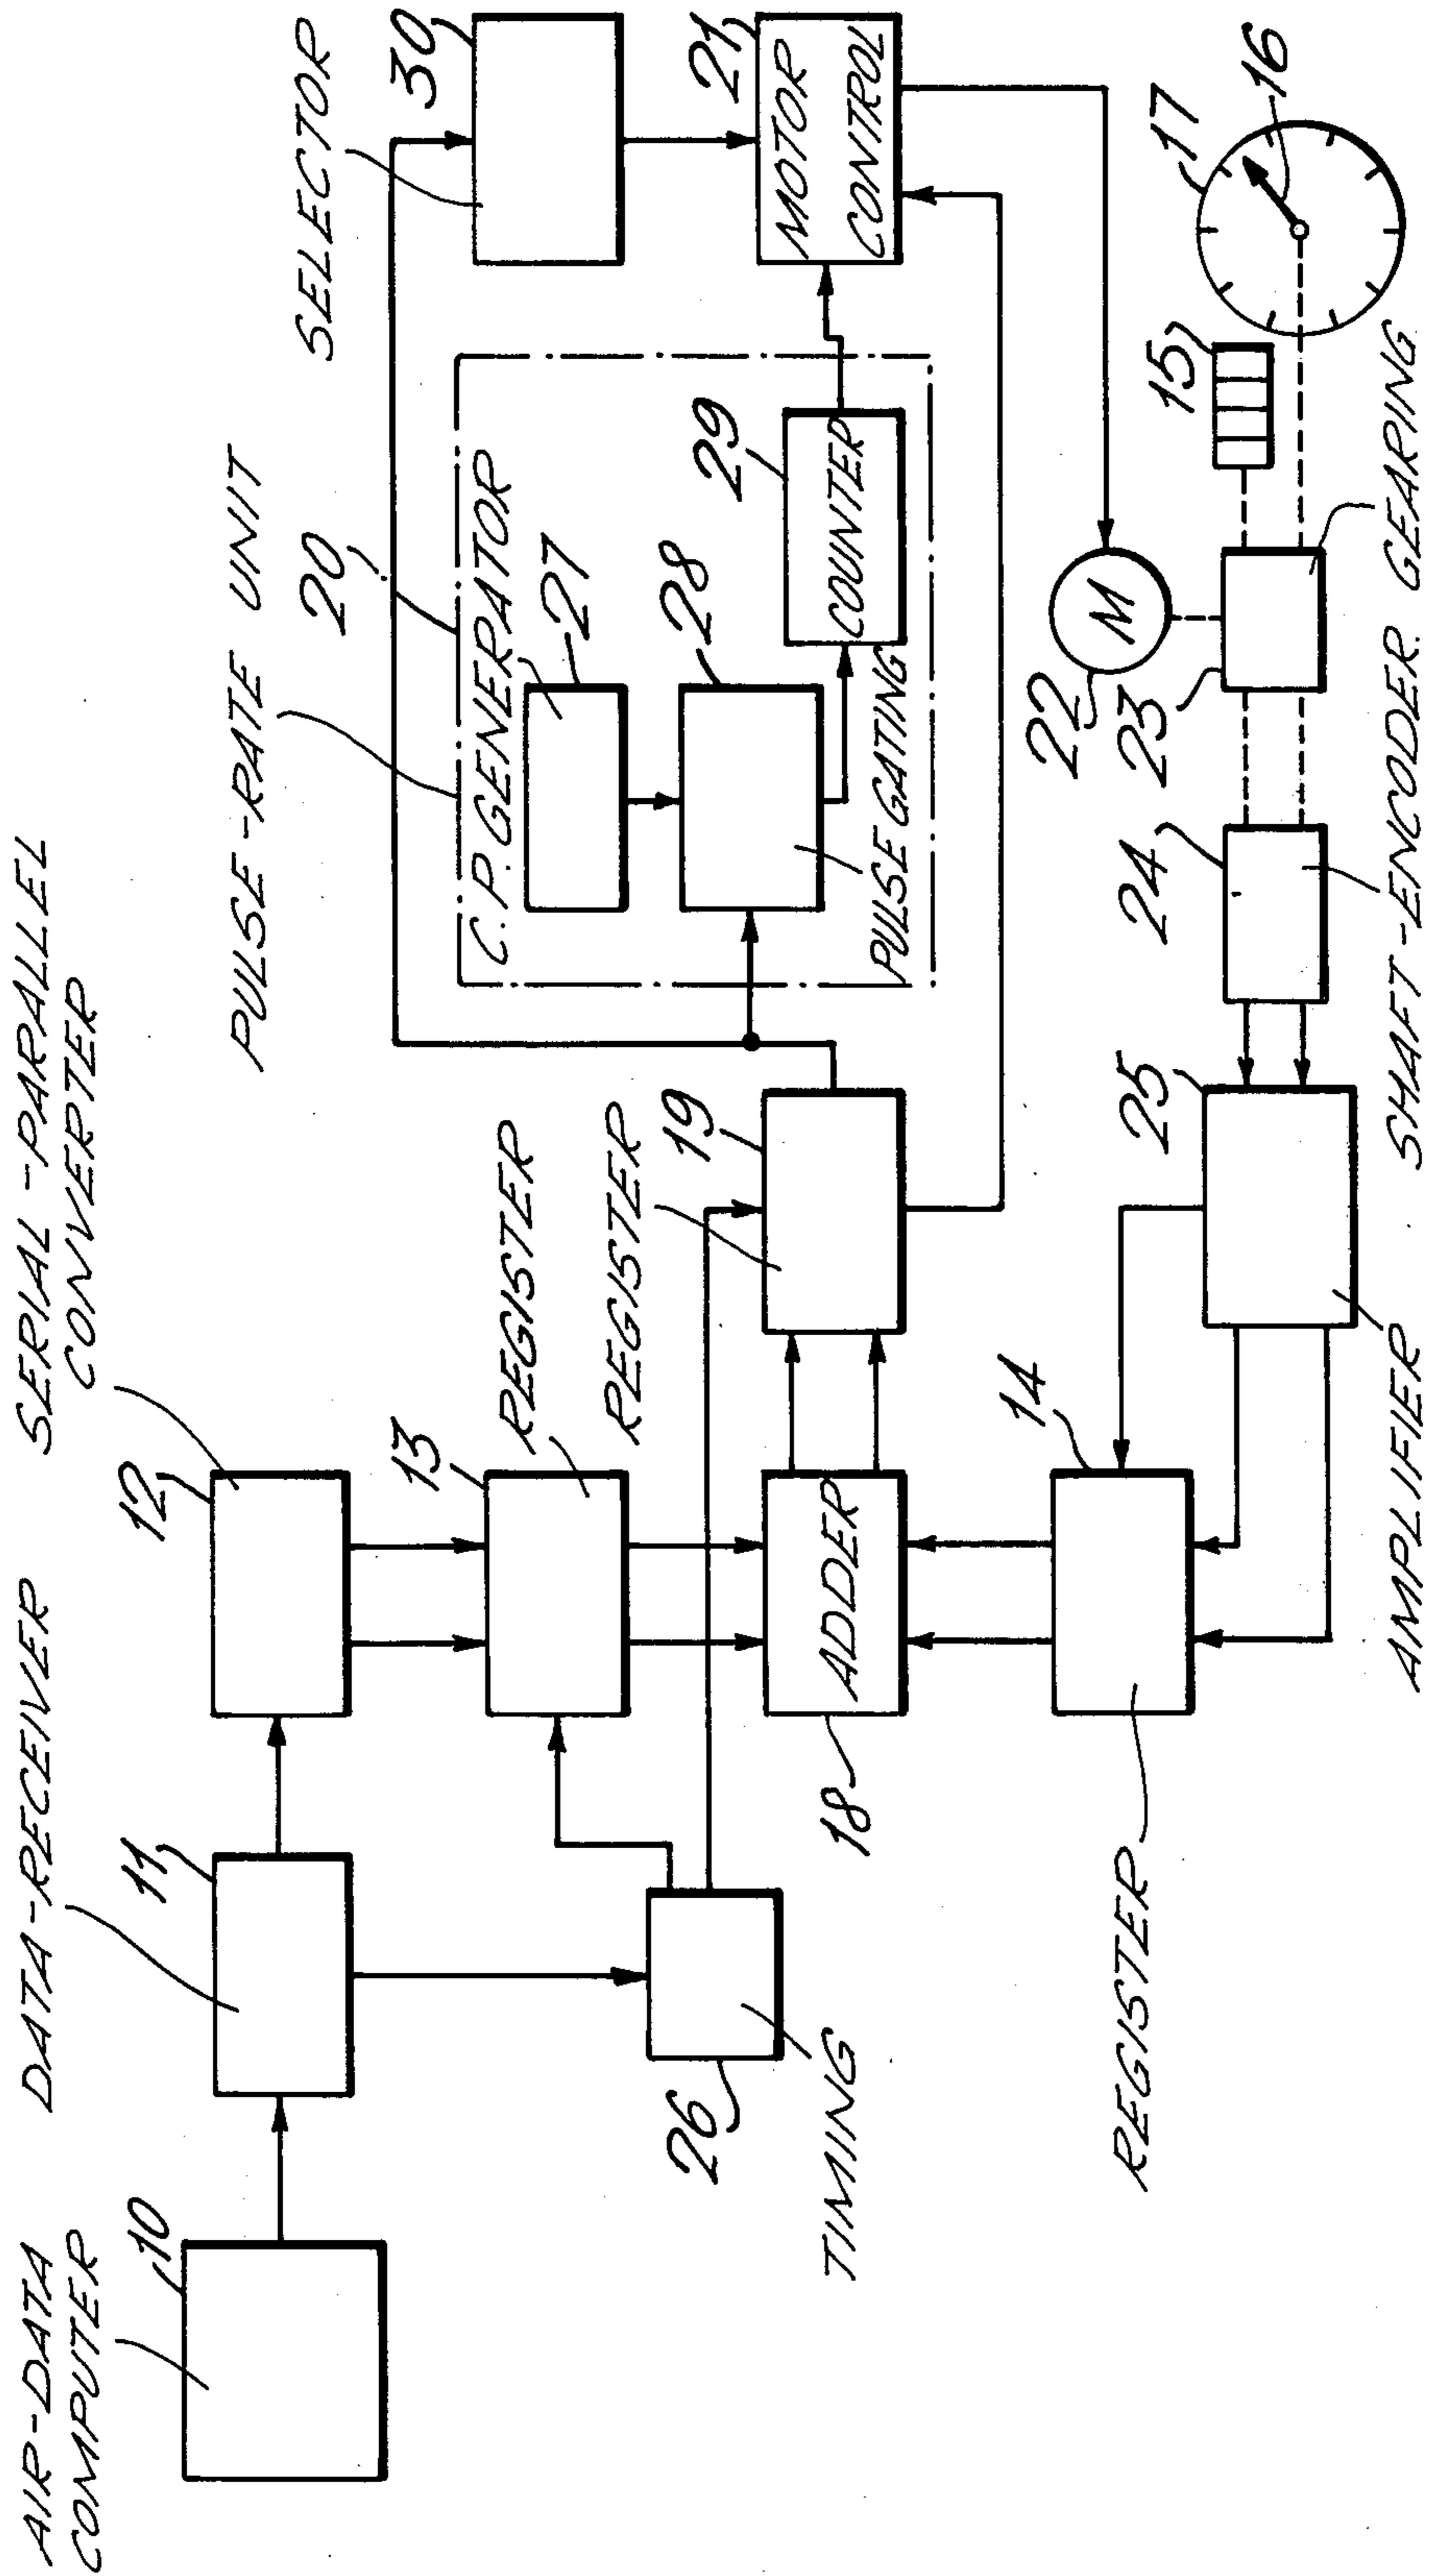 AIR-DATA
COMPUTER
10
DATA-RECEIVER
11
SERIAL-PARALLEL
CONVERTER
12
13
REGISTER
REGISTER
19
PULSE-RATE UNIT
20
C.P. GENERATOR
27
28
PULSE GATING
29
COUNTER
SELECTOR
30
21
MOTOR
CONTROL
26
TIMING
18
ADDER
14
REGISTER
22
M
23
15
17
16
24
25
AMPLIFIER
SHAFT-ENCODER
GEARING